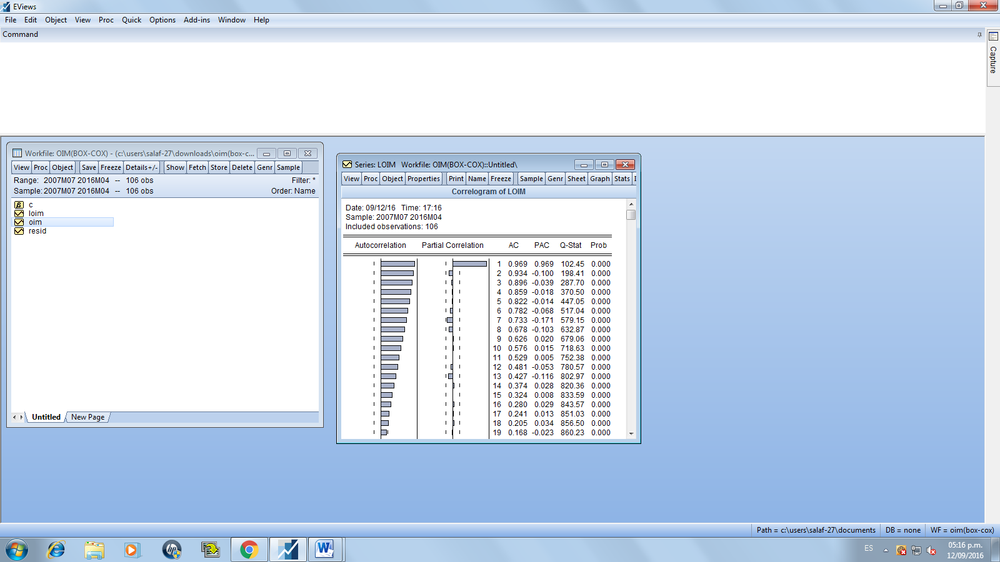 EViews
File Edit Object View Proc Quick Options Add-ins Window Help
Command
Capture
Workfile: OIM(BOX-COX) - (c:\users\salaf-27\downloads\oim(box-c...
View Proc Object Save Freeze Details+/- Show Fetch Store Delete Genr Sample
Range: 2007M07 2016M04 -- 106 obs Filter: *
Sample: 2007M07 2016M04 -- 106 obs Order: Name
β c
loim
oim
resid
Untitled New Page
Series: LOIM Workfile: OIM(BOX-COX)::Untitled\
View Proc Object Properties Print Name Freeze Sample Genr Sheet Graph Stats
Correlogram of LOIM
Date: 09/12/16 Time: 17:16
Sample: 2007M07 2016M04
Included observations: 106
Autocorrelation Partial Correlation AC PAC Q-Stat Prob
1 0.969 0.969 102.45 0.000
2 0.934 -0.100 198.41 0.000
3 0.896 -0.039 287.70 0.000
4 0.859 -0.018 370.50 0.000
5 0.822 -0.014 447.05 0.000
6 0.782 -0.068 517.04 0.000
7 0.733 -0.171 579.15 0.000
8 0.678 -0.103 632.87 0.000
9 0.626 0.020 679.06 0.000
10 0.576 0.015 718.63 0.000
11 0.529 0.005 752.38 0.000
12 0.481 -0.053 780.57 0.000
13 0.427 -0.116 802.97 0.000
14 0.374 0.028 820.36 0.000
15 0.324 0.008 833.59 0.000
16 0.280 0.029 843.57 0.000
17 0.241 0.013 851.03 0.000
18 0.205 0.034 856.50 0.000
19 0.168 -0.023 860.23 0.000
Path = c:\users\salaf-27\documents DB = none WF = oim(box-cox)
ES
05:16 p.m.
12/09/2016